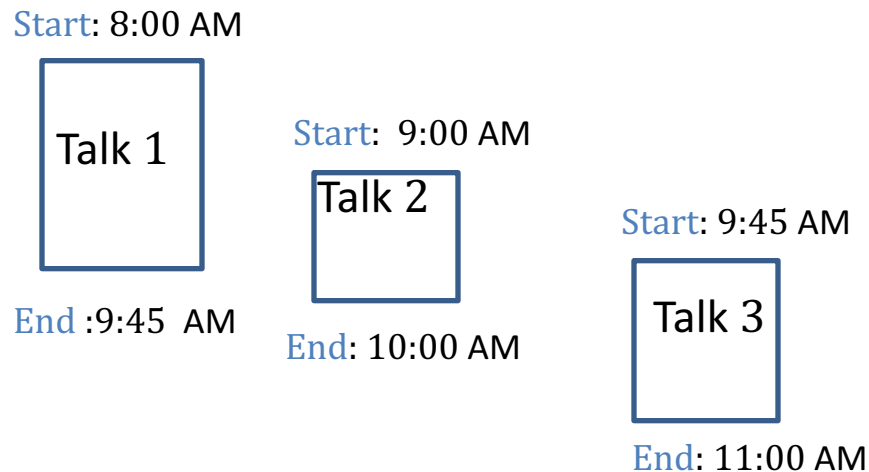 Start: 8:00 AM
Talk 1
End :9:45 AM
Start: 9:00 AM
Talk 2
End: 10:00 AM
Start: 9:45 AM
Talk 3
End: 11:00 AM